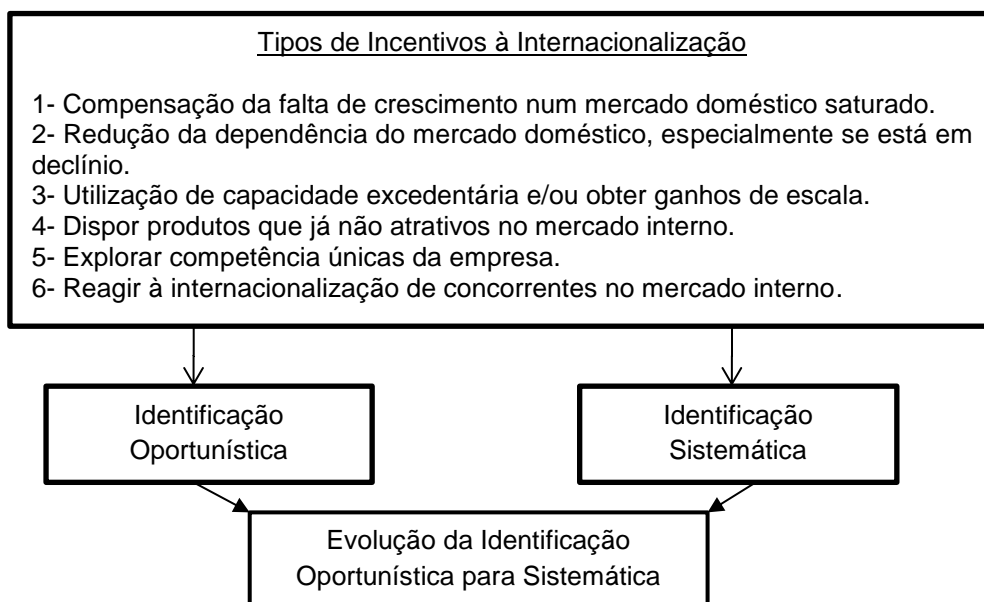 Tipos de Incentivos à Internacionalização
1- Compensação da falta de crescimento num mercado doméstico saturado.
2- Redução da dependência do mercado doméstico, especialmente se está em
declínio.
3- Utilização de capacidade excedentária e/ou obter ganhos de escala.
4- Dispor produtos que já não atrativos no mercado interno.
5- Explorar competência únicas da empresa.
6- Reagir à internacionalização de concorrentes no mercado interno.
Identificação
Oportunística
Identificação
Sistemática
Evolução da Identificação
Oportunística para Sistemática